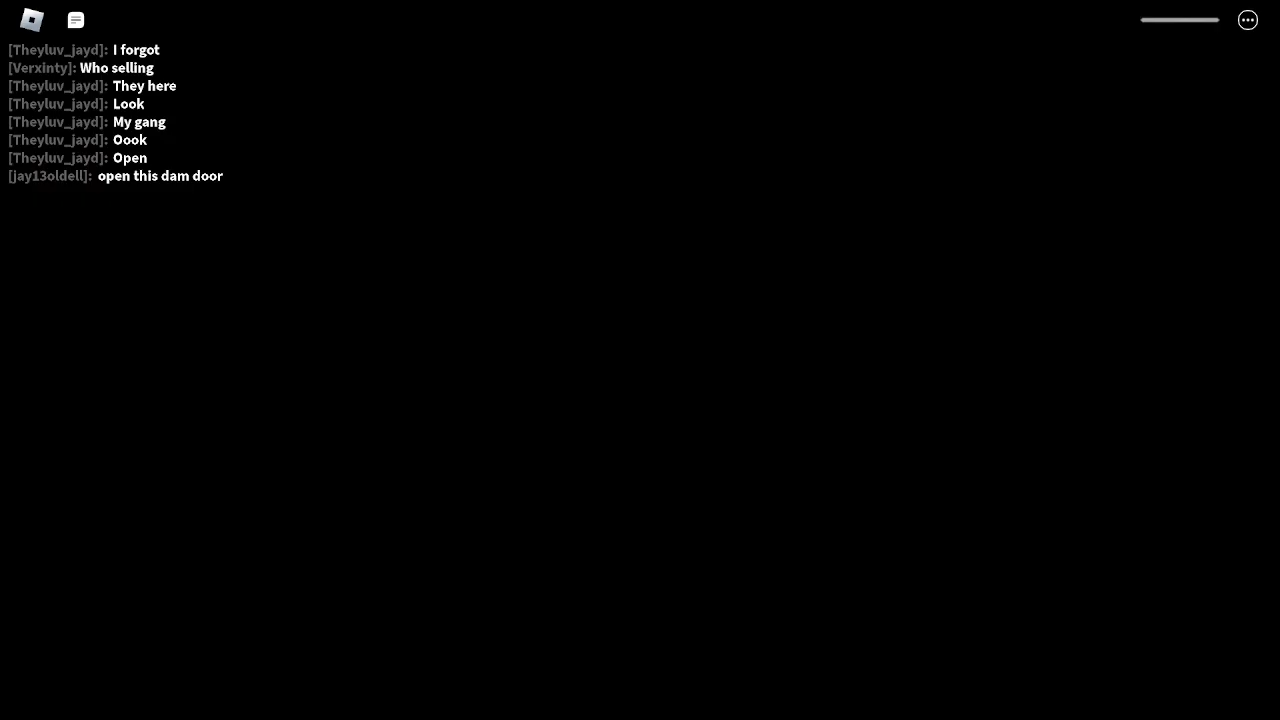 [Theyluv_jayd]: I forgot
[Verxinty]: Who selling
[Theyluv_jayd]: They here
[Theyluv_jayd]: Look
[Theyluv_jayd]: My gang
[Theyluv_jayd]: Oook
[Theyluv_jayd]: Open
[jay13oldell]: open this dam door